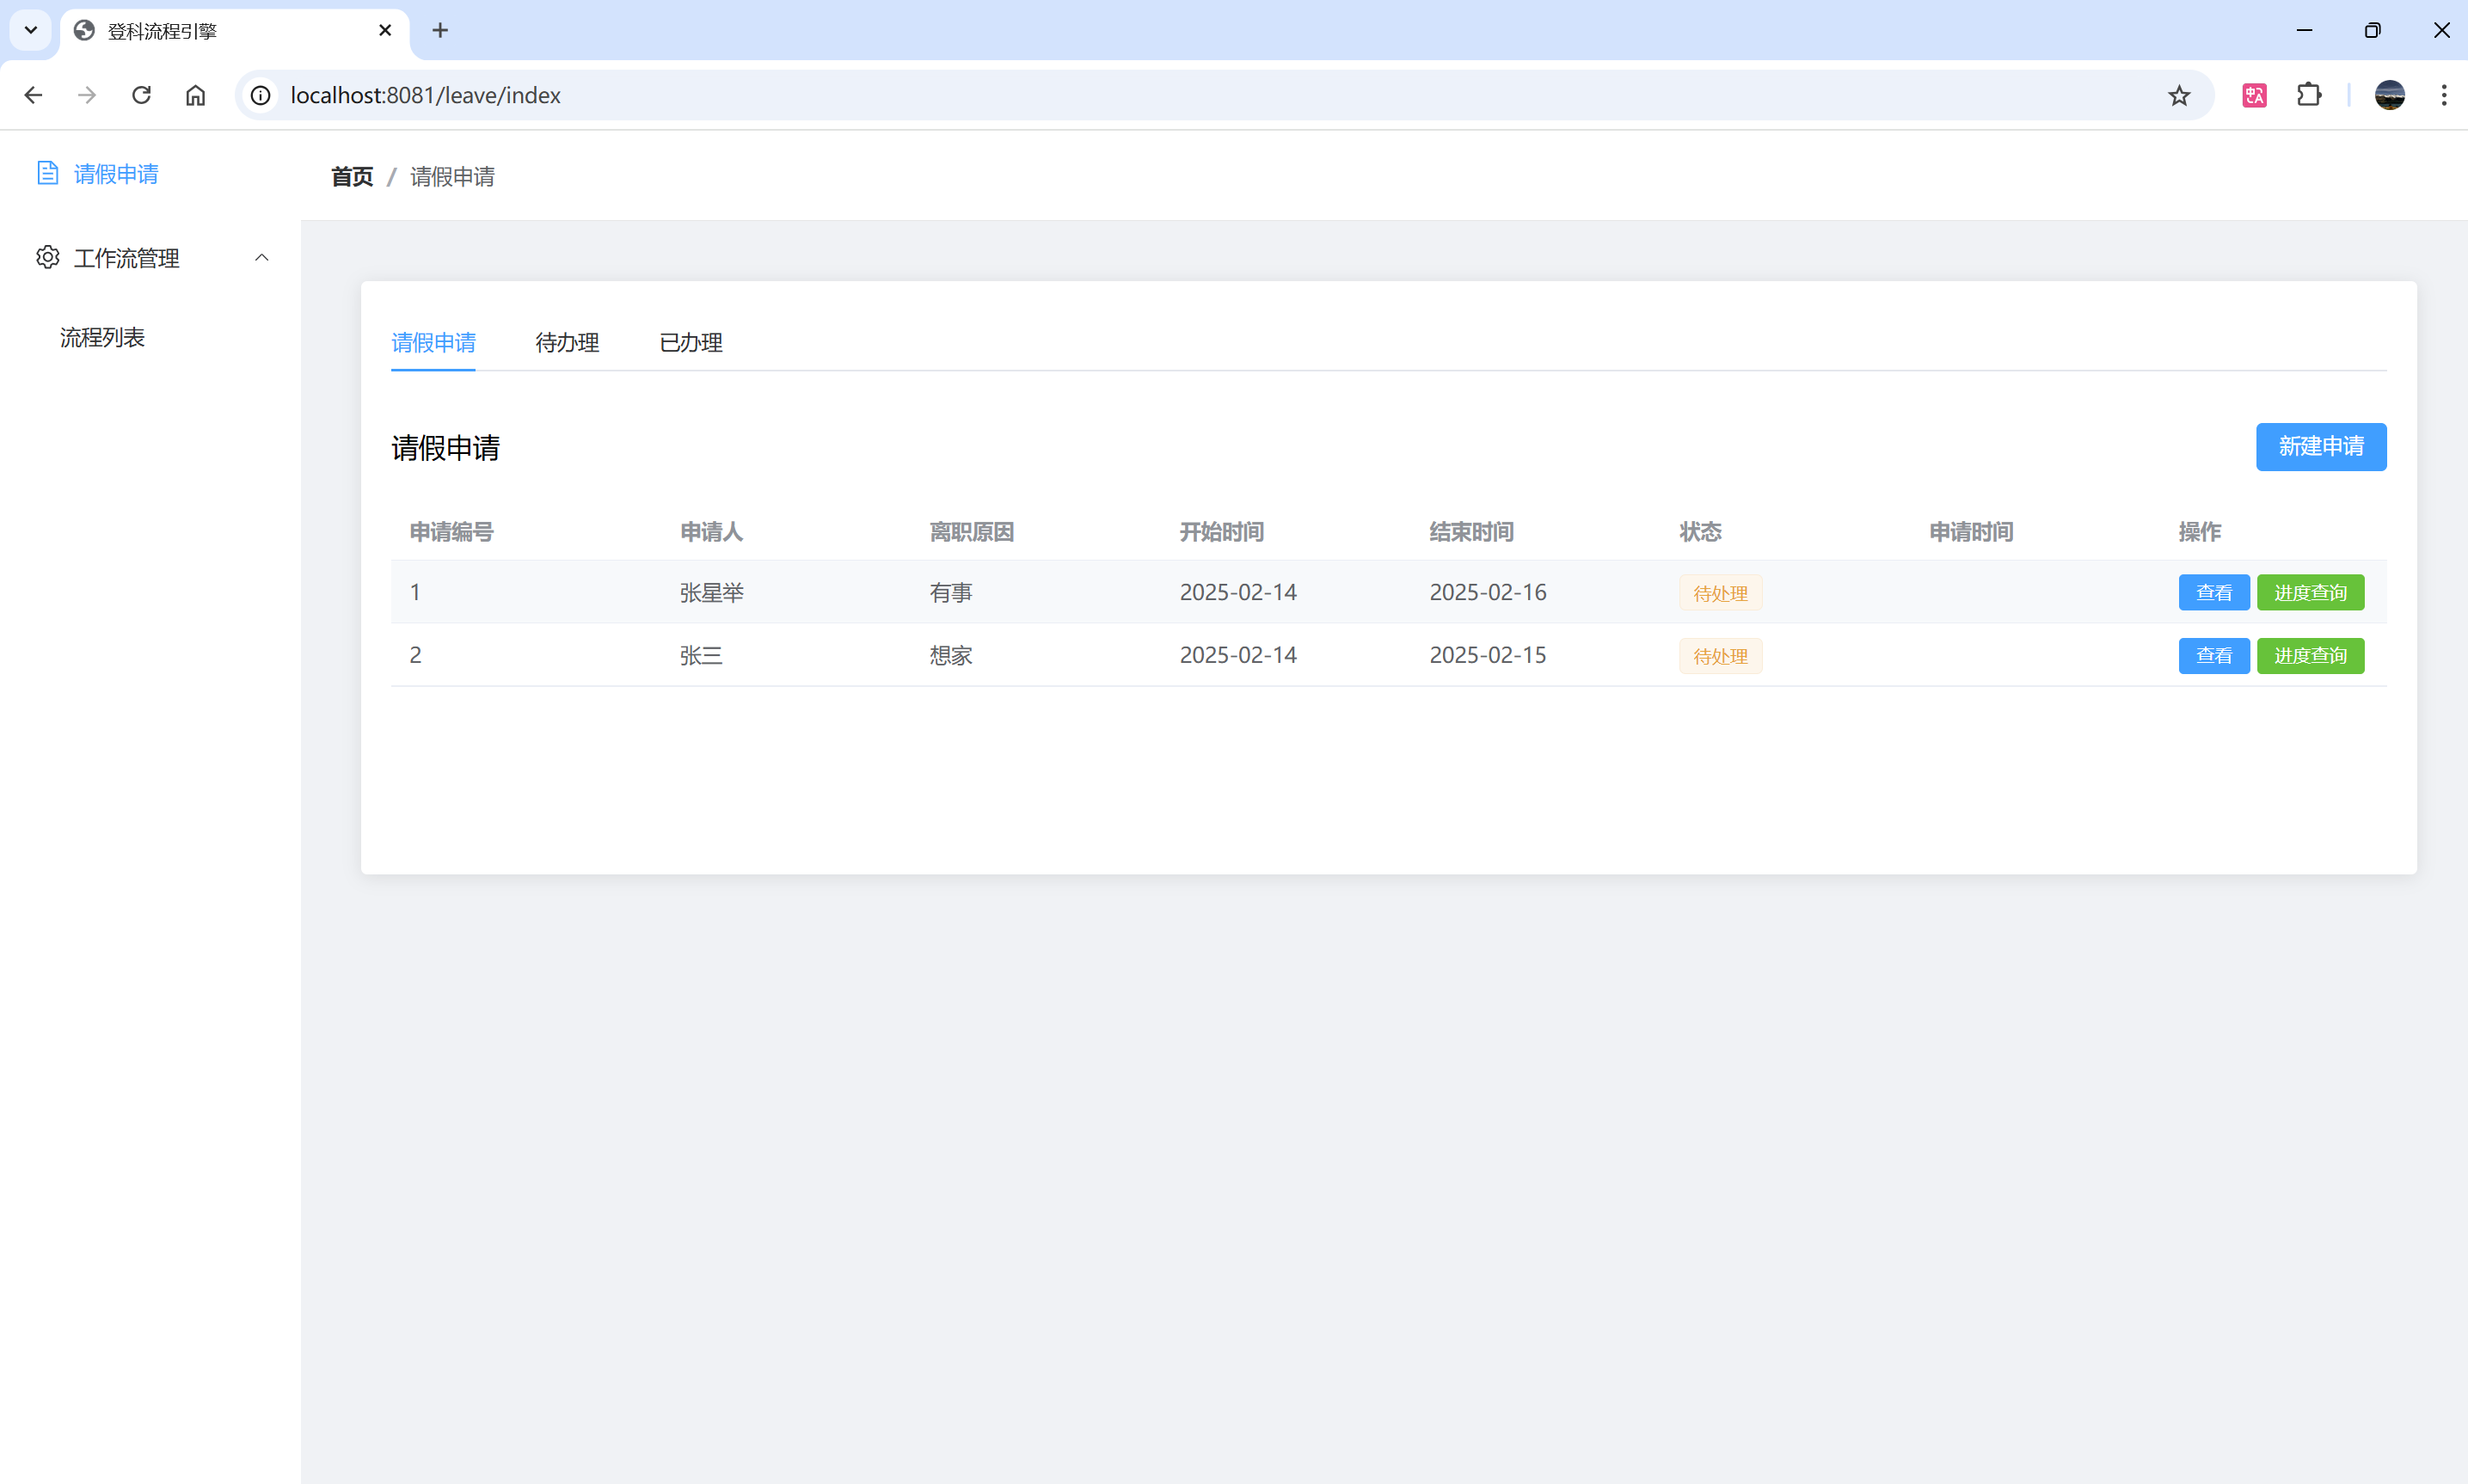 登科流程引擎
localhost:8081/leave/index
请假申请
工作流管理
流程列表
首页 / 请假申请
请假申请 待办理 已办理
请假申请 新建申请
申请编号 申请人 离职原因 开始时间 结束时间 状态 申请时间 操作
1 张星举 有事 2025-02-14 2025-02-16 待处理 查看 进度查询
2 张三 想家 2025-02-14 2025-02-15 待处理 查看 进度查询